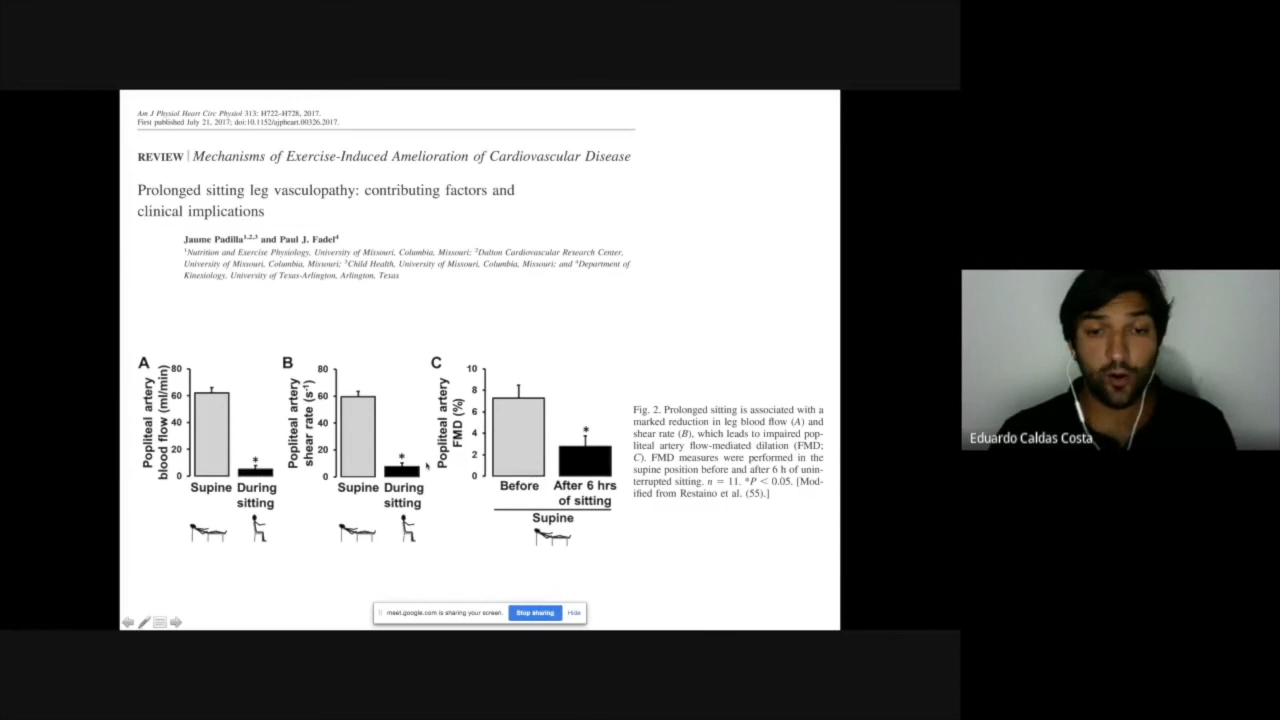 Am J Physiol Heart Circ Physiol 313: H722–H728, 2017.
First published July 21, 2017; doi:10.1152/ajpheart.00326.2017.
REVIEW | Mechanisms of Exercise-Induced Amelioration of Cardiovascular Disease
Prolonged sitting leg vasculopathy: contributing factors and
clinical implications
Jaume Padilla1,2,3 and Paul J. Fadel4
1Nutrition and Exercise Physiology, University of Missouri, Columbia, Missouri; 2Dalton Cardiovascular Research Center,
University of Missouri, Columbia, Missouri; 3Child Health, University of Missouri, Columbia, Missouri; and 4Department of
Kinesiology, University of Texas-Arlington, Arlington, Texas
A
Popliteal artery
blood flow (ml/min)
80
60
40
20
0
*
Supine During
sitting
B
Popliteal artery
shear rate (s-1)
80
60
40
20
0
*
Supine During
sitting
C
Popliteal artery
FMD (%)
10
8
6
4
2
0
*
Before After 6 hrs
of sitting
Supine
Fig. 2. Prolonged sitting is associated with a
marked reduction in leg blood flow (A) and
shear rate (B), which leads to impaired pop-
liteal artery flow-mediated dilation (FMD;
C). FMD measures were performed in the
supine position before and after 6 h of unin-
terrupted sitting. n = 11. *P < 0.05. [Mod-
ified from Restaino et al. (55).]
meet.google.com is sharing your screen. Stop sharing Hide
Eduardo Caldas Costa